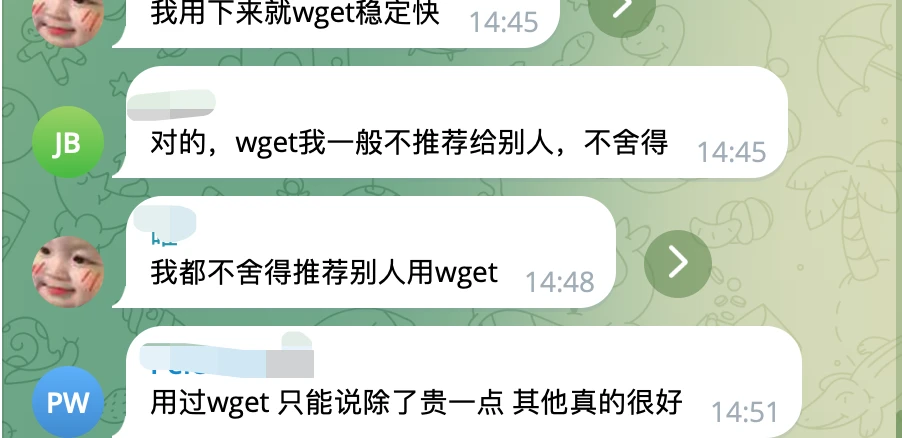 我用下来就wget稳定快 14:45
JB
对的，wget我一般不推荐给别人，不舍得 14:45
我都不舍得推荐别人用wget 14:48
PW
用过wget 只能说除了贵一点 其他真的很好 14:51